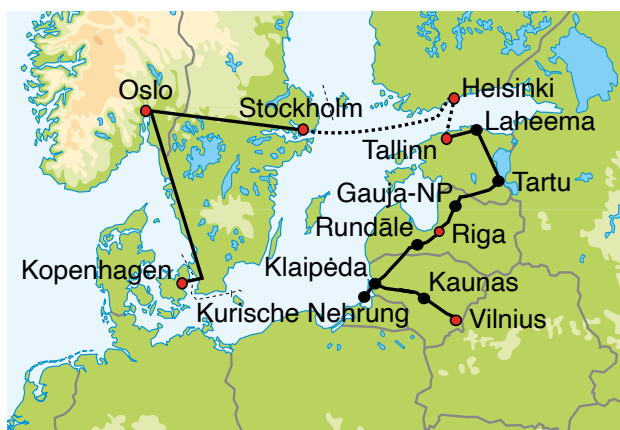 Oslo
Helsinki
Stockholm
Laheema
Tallinn
Tartu
Gauja-NP
Rundāle
Riga
Kopenhagen
Klaipėda
Kaunas
Kurische Nehrung
Vilnius